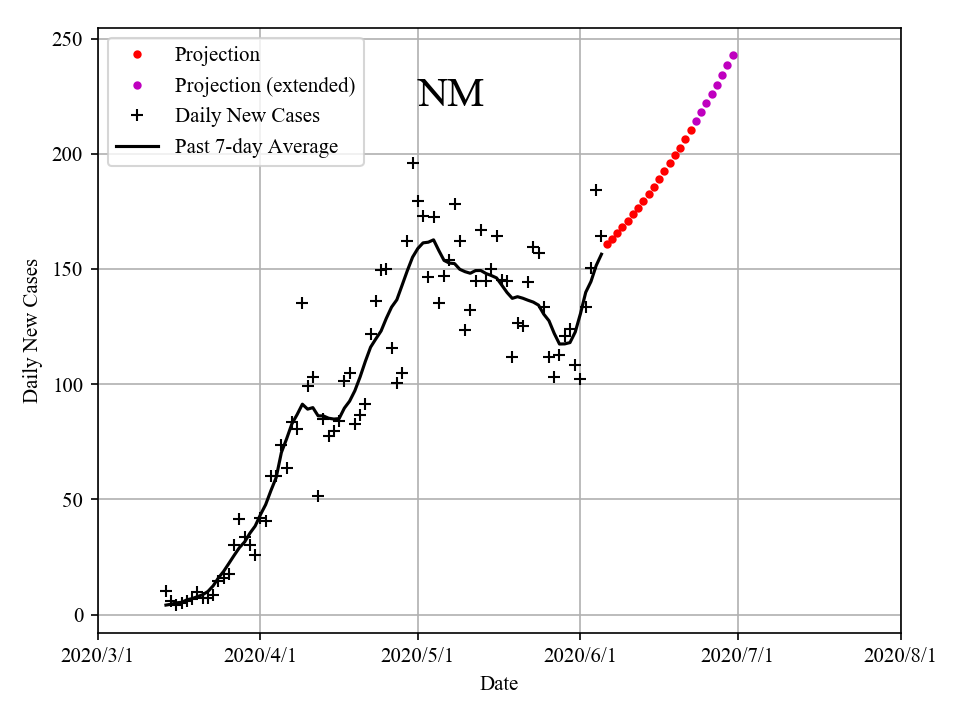 250
200
150
100
50
0
Daily New Cases
Projection
Projection (extended)
Daily New Cases
Past 7-day Average
NM
2020/3/1 2020/4/1 2020/5/1 2020/6/1 2020/7/1 2020/8/1
Date